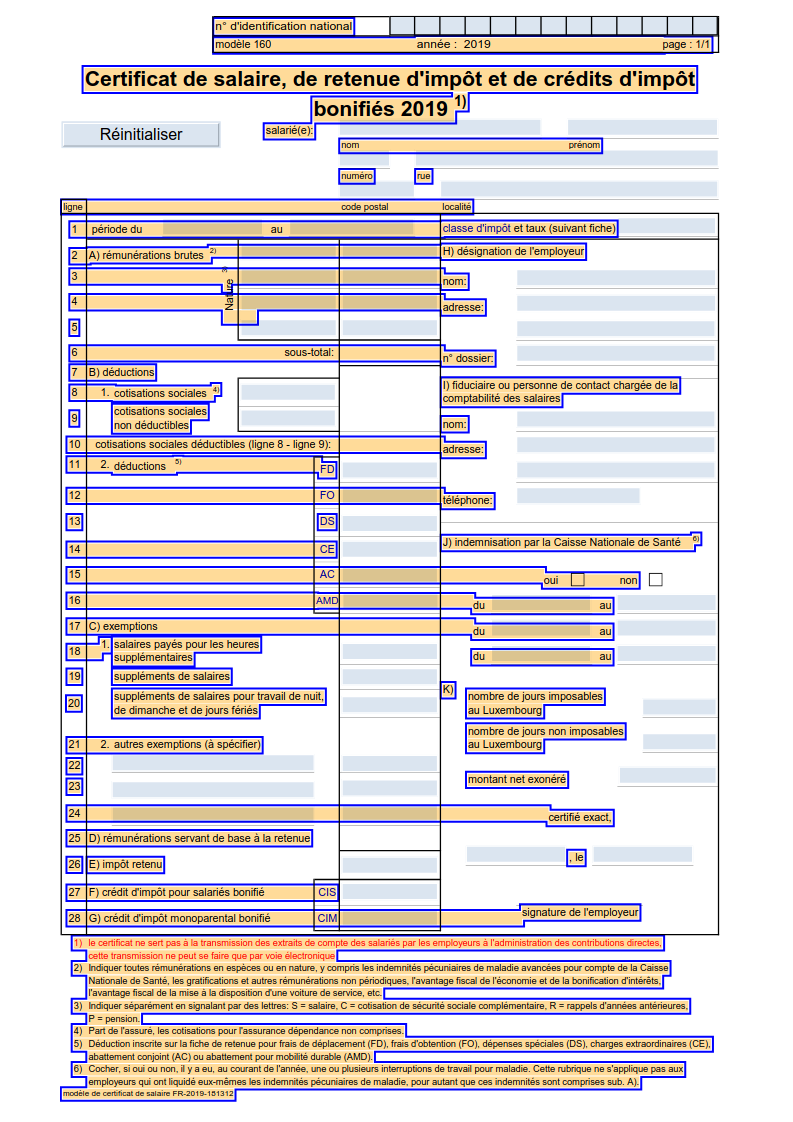 n° d'identification national
modèle 160 année : 2019 page : 1/1
Certificat de salaire, de retenue d'impôt et de crédits d'impôt
bonifiés 2019 1)
Réinitialiser
salarié(e):
nom prénom
numéro rue
ligne code postal localité
1 période du au classe d'impôt et taux (suivant fiche)
2 A) rémunérations brutes 2) H) désignation de l'employeur
Nature 3)
3 nom:
4 adresse:
5
6 sous-total: n° dossier:
7 B) déductions
8 1. cotisations sociales 4) I) fiduciaire ou personne de contact chargée de la
comptabilité des salaires
9 cotisations sociales
non déductibles nom:
10 cotisations sociales déductibles (ligne 8 - ligne 9): adresse:
11 2. déductions 5) FD
12 FO téléphone:
13 DS
14 CE J) indemnisation par la Caisse Nationale de Santé 6)
15 AC oui non
16 AMD du au
17 C) exemptions du au
18 1. salaires payés pour les heures
supplémentaires du au
19 suppléments de salaires
20 suppléments de salaires pour travail de nuit,
de dimanche et de jours fériés
K) nombre de jours imposables
au Luxembourg
nombre de jours non imposables
au Luxembourg
21 2. autres exemptions (à spécifier)
22
23 montant net exonéré
24 certifié exact,
25 D) rémunérations servant de base à la retenue
26 E) impôt retenu , le
27 F) crédit d'impôt pour salariés bonifié CIS
28 G) crédit d'impôt monoparental bonifié CIM signature de l'employeur
1) le certificat ne sert pas à la transmission des extraits de compte des salariés par les employeurs à l'administration des contributions directes,
cette transmission ne peut se faire que par voie électronique
2) Indiquer toutes rémunérations en espèces ou en nature, y compris les indemnités pécuniaires de maladie avancées pour compte de la Caisse
Nationale de Santé, les gratifications et autres rémunérations non périodiques, l'avantage fiscal de l'économie et de la bonification d'intérêts,
l'avantage fiscal de la mise à la disposition d'une voiture de service, etc.
3) Indiquer séparément en signalant par des lettres: S = salaire, C = cotisation de sécurité sociale complémentaire, R = rappels d'années antérieures,
P = pension.
4) Part de l'assuré, les cotisations pour l'assurance dépendance non comprises.
5) Déduction inscrite sur la fiche de retenue pour frais de déplacement (FD), frais d'obtention (FO), dépenses spéciales (DS), charges extraordinaires (CE),
abattement conjoint (AC) ou abattement pour mobilité durable (AMD).
6) Cocher, si oui ou non, il y a eu, au courant de l'année, une ou plusieurs interruptions de travail pour maladie. Cette rubrique ne s'applique pas aux
employeurs qui ont liquidé eux-mêmes les indemnités pécuniaires de maladie, pour autant que ces indemnités sont comprises sub. A).
modèle de certificat de salaire FR-2019-151312